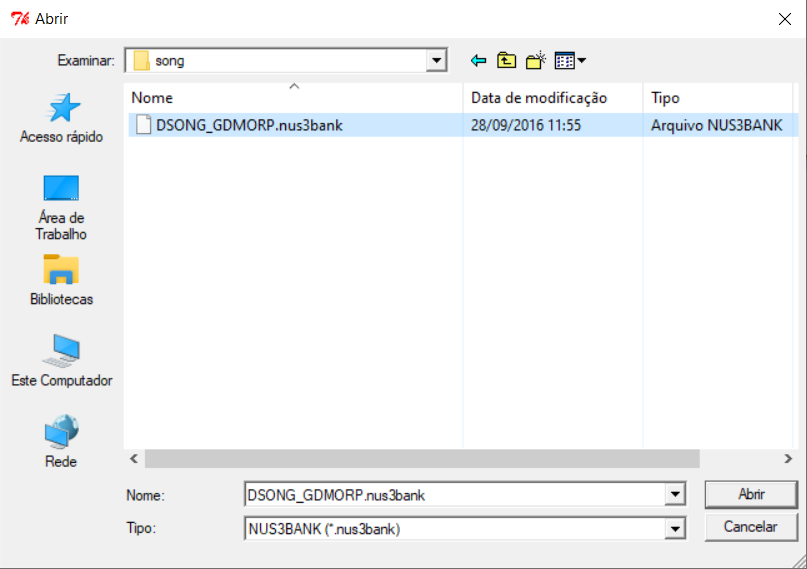 Abrir
Examinar: song
Nome Data de modificação Tipo
DSONG_GDMORP.nus3bank 28/09/2016 11:55 Arquivo NUS3BANK
Acesso rápido
Área de
Trabalho
Bibliotecas
Este Computador
Rede
Nome: DSONG_GDMORP.nus3bank Abrir
Tipo: NUS3BANK (*.nus3bank) Cancelar